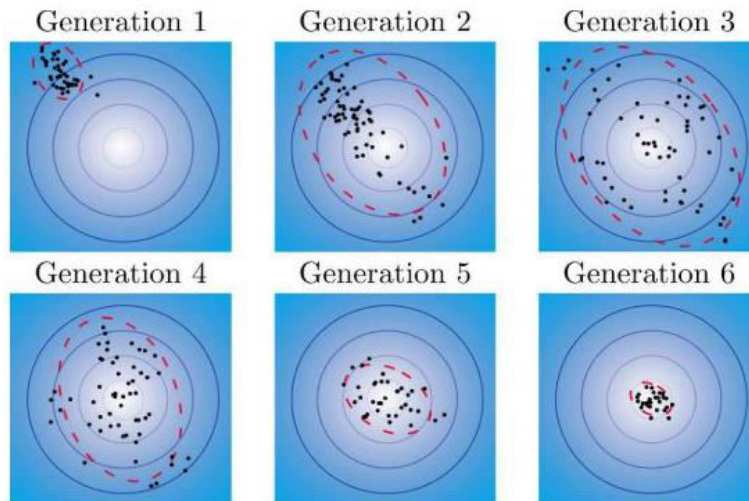 Generation 1
Generation 2
Generation 3
Generation 4
Generation 5
Generation 6